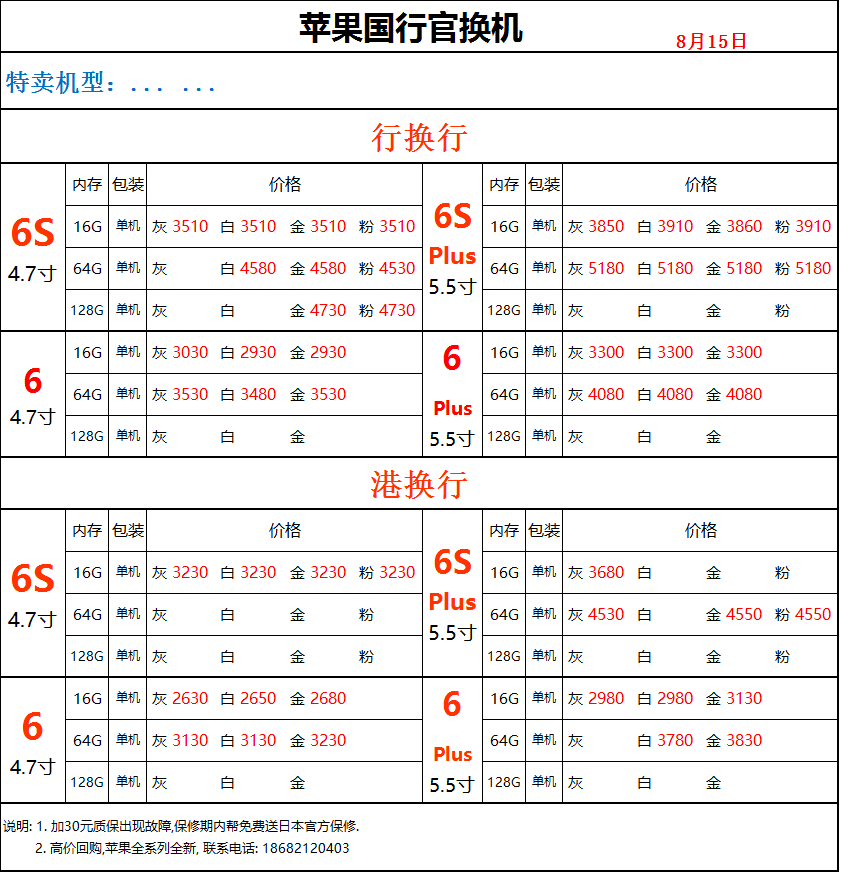 苹果国行官换机
8月15日
特卖机型：... ...
行换行
6S 4.7寸 内存 包装 价格 6S Plus 5.5寸 内存 包装 价格
16G 单机 灰 3510 白 3510 金 3510 粉 3510 16G 单机 灰 3850 白 3910 金 3860 粉 3910
64G 单机 灰 白 4580 金 4580 粉 4530 64G 单机 灰 5180 白 5180 金 5180 粉 5180
128G 单机 灰 白 金 4730 粉 4730 128G 单机 灰 白 金 粉
6 4.7寸 16G 单机 灰 3030 白 2930 金 2930 6 Plus 5.5寸 16G 单机 灰 3300 白 3300 金 3300
64G 单机 灰 3530 白 3480 金 3530 64G 单机 灰 4080 白 4080 金 4080
128G 单机 灰 白 金 128G 单机 灰 白 金
港换行
6S 4.7寸 内存 包装 价格 6S Plus 5.5寸 内存 包装 价格
16G 单机 灰 3230 白 3230 金 3230 粉 3230 16G 单机 灰 3680 白 金 粉
64G 单机 灰 白 金 粉 64G 单机 灰 4530 白 金 4550 粉 4550
128G 单机 灰 白 金 粉 128G 单机 灰 白 金 粉
6 4.7寸 16G 单机 灰 2630 白 2650 金 2680 6 Plus 5.5寸 16G 单机 灰 2980 白 2980 金 3130
64G 单机 灰 3130 白 3130 金 3230 64G 单机 灰 白 3780 金 3830
128G 单机 灰 白 金 128G 单机 灰 白 金
说明: 1. 加30元质保出现故障,保修期内帮免费送日本官方保修.
2. 高价回购,苹果全系列全新, 联系电话: 18682120403